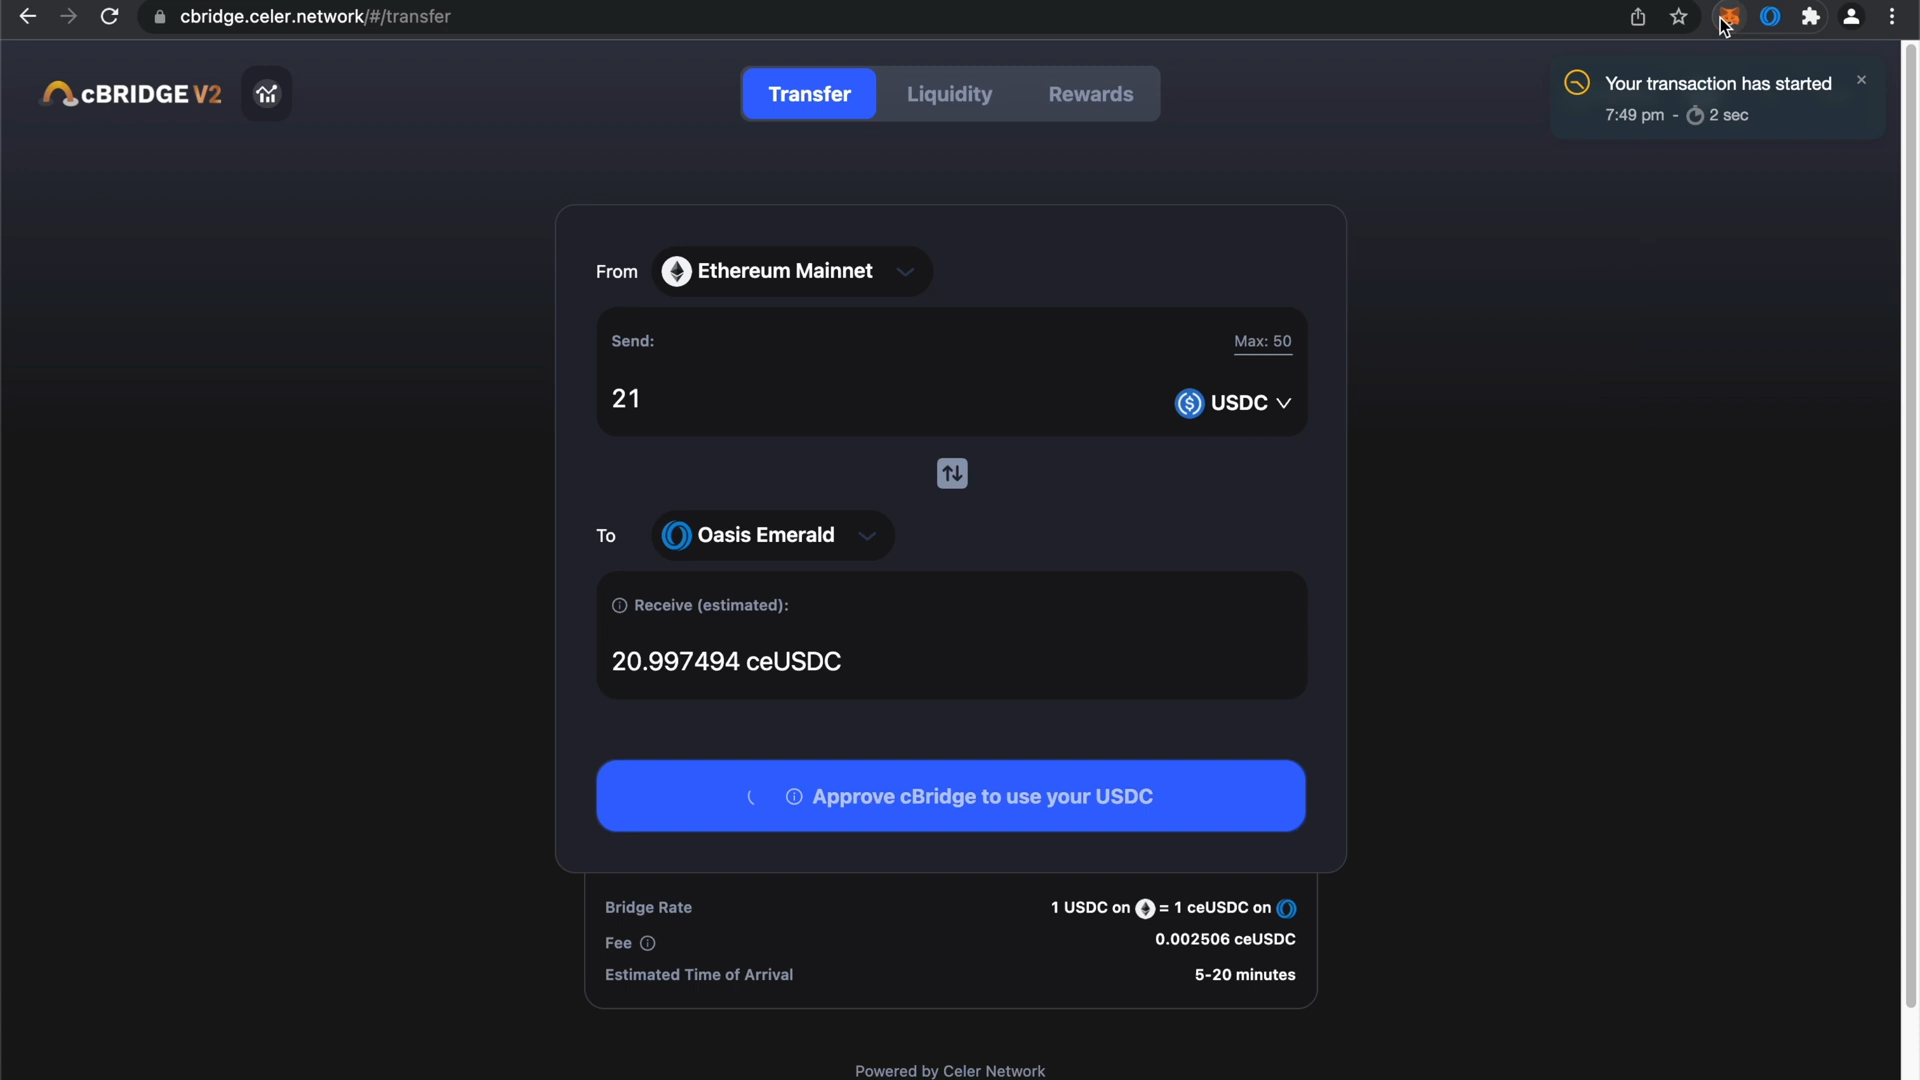 cbridge.celer.network/#/transfer
cBRIDGE V2
Transfer
Liquidity
Rewards
Your transaction has started
7:49 pm - 2 sec
From Ethereum Mainnet
Send:
Max: 50
21
USDC
To Oasis Emerald
Receive (estimated):
20.997494 ceUSDC
Approve cBridge to use your USDC
Bridge Rate
1 USDC on = 1 ceUSDC on
Fee
0.002506 ceUSDC
Estimated Time of Arrival
5-20 minutes
Powered by Celer Network